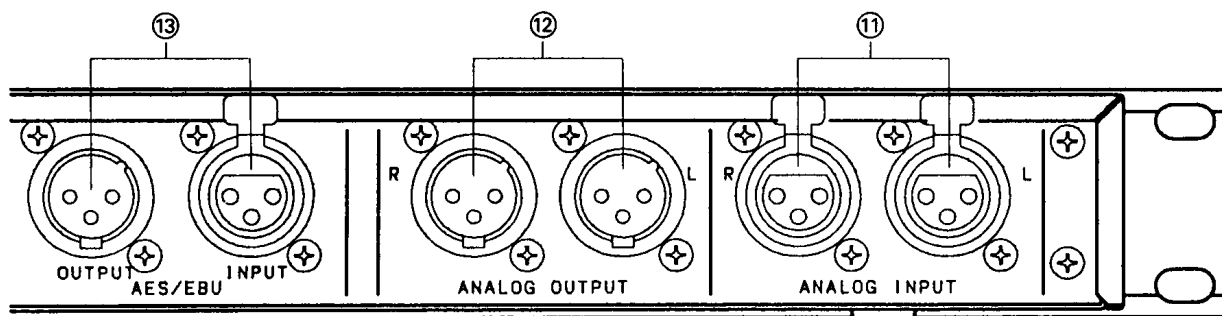 ⑬ ⑫ ⑪
R L R L
OUTPUT INPUT
AES/EBU ANALOG OUTPUT ANALOG INPUT